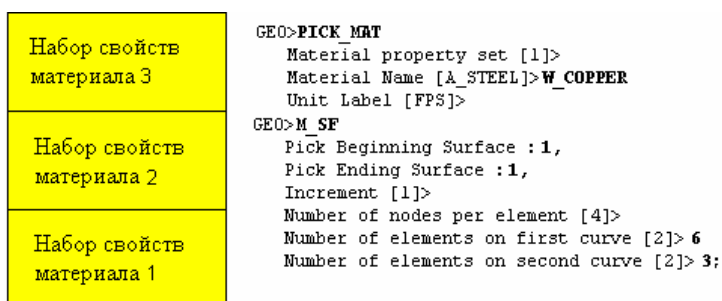 Набор свойств
материала 3
Набор свойств
материала 2
Набор свойств
материала 1
GEO>PICK_MAT
Material property set [1]>
Material Name [A_STEEL]>W_COPPER
Unit Label [FPS]>
GEO>M_SF
Pick Beginning Surface :1,
Pick Ending Surface :1,
Increment [1]>
Number of nodes per element [4]>
Number of elements on first curve [2]> 6
Number of elements on second curve [2]> 3;